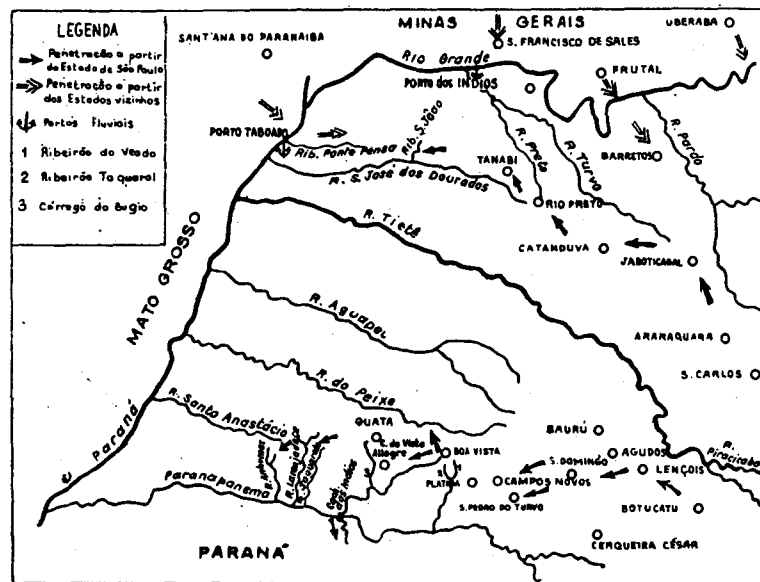 LEGENDA
Penetração a partir
do Estado de São Paulo
Penetração a partir
dos Estados vizinhos
Portos Fluviais
1 Ribeirão do Veado
2 Ribeirão Taquaral
3 Córrego do Bugio
MINAS GERAIS
UBERABA
SANT'ANA DO PARANAIBA
S. FRANCISCO DE SALES
Rio Grande
FRUTAL
PORTO dos INDIOS
PORTO TABOADO
Rib. Ponte Pensa
Rib. S. João
R. Preto
R. Turvo
BARRETOS
R. Pardo
TANABI
R. S. José dos Dourados
RIO PRETO
R. Tietê
CATANDUVA
JABOTICABAL
MATO GROSSO
R. Aguapeí
ARARAQUARA
S. CARLOS
R. do Peixe
R. Santo Anastácio
Paraná
QUATA
BAURÚ
Allegre
BOA VISTA
S. DOMINGO
AGUDOS
LENÇOIS
R. Piracicaba
Paranapanema
PLATINA
CAMPOS NOVOS
S. PEDRO DO TURVO
BOTUCATU
CERQUEIRA CÉSAR
PARANÁ